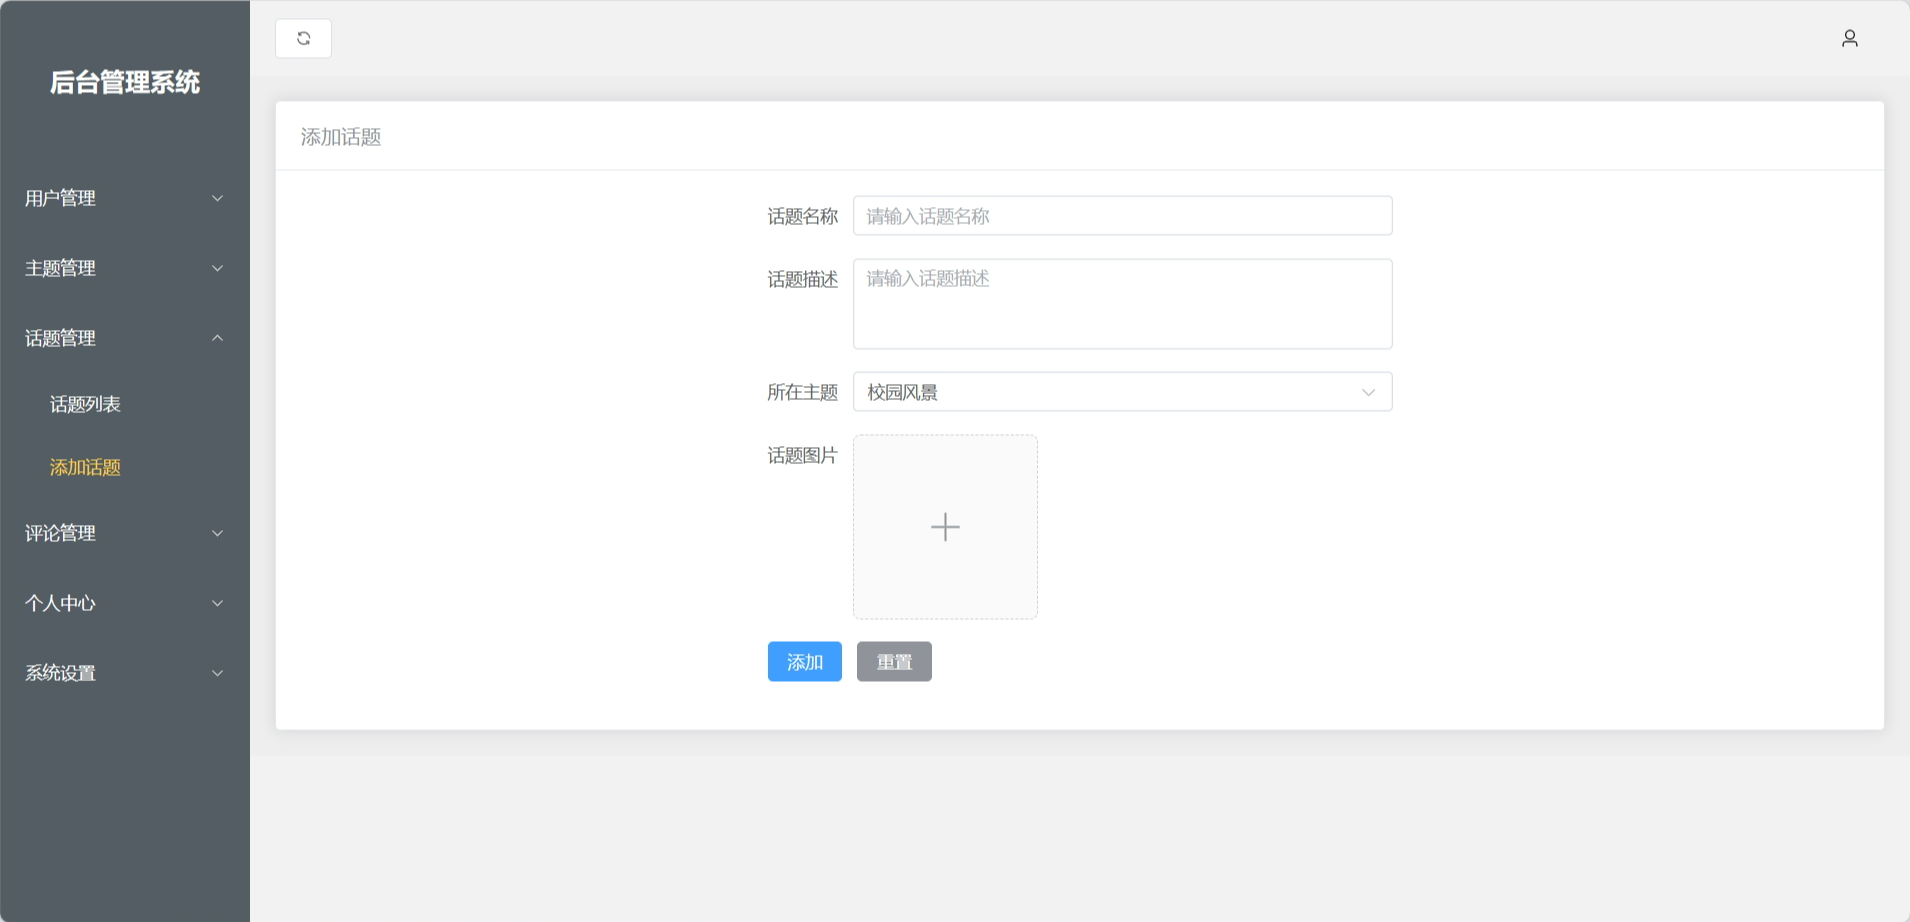 后台管理系统
用户管理
主题管理
话题管理
话题列表
添加话题
评论管理
个人中心
系统设置
添加话题
话题名称 请输入话题名称
话题描述 请输入话题描述
所在主题 校园风景
话题图片
添加 重置